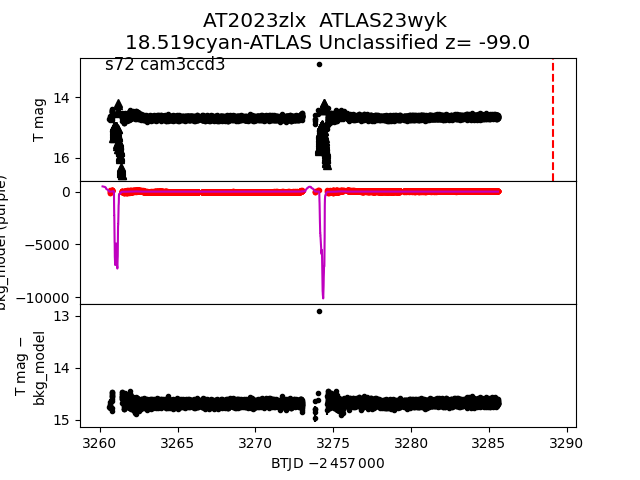 AT2023zlx  ATLAS23wyk
18.519cyan-ATLAS Unclassified z= -99.0
s72 cam3ccd3
14
16
T mag
0
−5000
−10000
bkg_model (purple)
13
14
15
T mag −
bkg_model
3260
3265
3270
3275
3280
3285
3290
BTJD −2 457 000